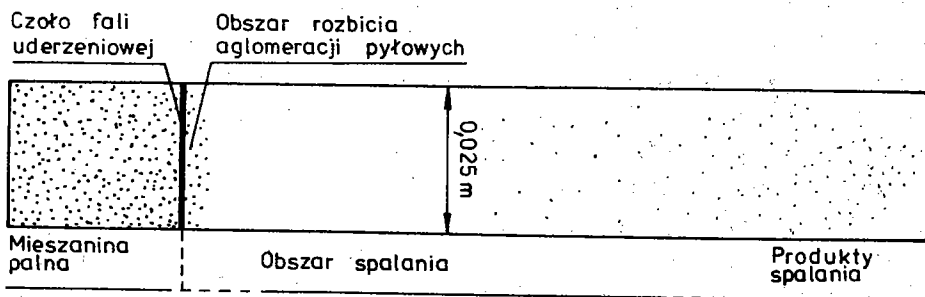 Czoło fali
uderzeniowej
Obszar rozbicia
aglomeracji pyłowych
0,025 m
Mieszanina
palna
Obszar spalania
Produkty
spalania